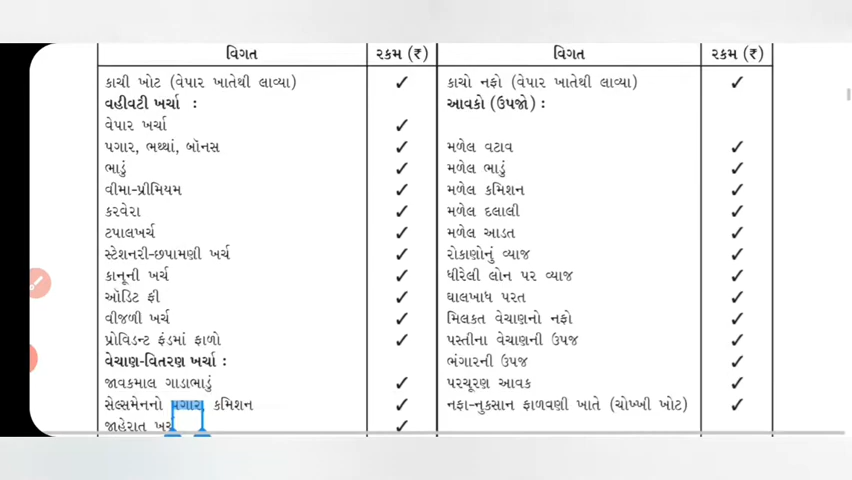 વિગત રકમ (₹) વિગત રકમ (₹)
કાચી ખોટ (વેપાર ખાતેથી લાવ્યા) ✓ કાચો નફો (વેપાર ખાતેથી લાવ્યા) ✓
વહીવટી ખર્ચા : આવકો (ઉપજો) :
વેપાર ખર્ચા ✓
પગાર, ભથ્થાં, બૉનસ ✓ મળેલ વટાવ ✓
ભાડું ✓ મળેલ ભાડું ✓
વીમા-પ્રીમિયમ ✓ મળેલ કમિશન ✓
કરવેરા ✓ મળેલ દલાલી ✓
ટપાલખર્ચ ✓ મળેલ આડત ✓
સ્ટેશનરી-છપામણી ખર્ચ ✓ રોકાણોનું વ્યાજ ✓
કાનૂની ખર્ચ ✓ ધીરેલી લોન પર વ્યાજ ✓
ઑડિટ ફી ✓ ઘાલખાધ પરત ✓
વીજળી ખર્ચ ✓ મિલકત વેચાણનો નફો ✓
પ્રોવિડન્ટ ફંડમાં ફાળો ✓ પસ્તીના વેચાણની ઉપજ ✓
વેચાણ-વિતરણ ખર્ચા : ભંગારની ઉપજ ✓
જાવકમાલ ગાડાભાડું ✓ પરચૂરણ આવક ✓
સેલ્સમેનનો પગાર કમિશન ✓ નફા-નુકસાન ફાળવણી ખાતે (ચોખ્ખી ખોટ) ✓
જાહેરાત ખર્ચ ✓